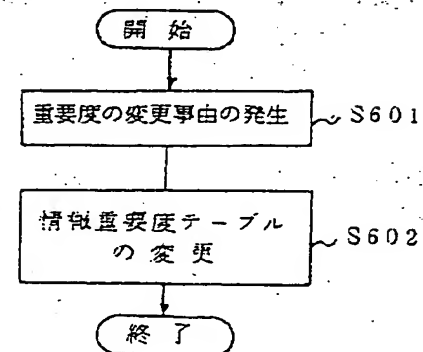 開始
重要度の変更事由の発生
S601
情報重要度テーブル
の変更
S602
終了